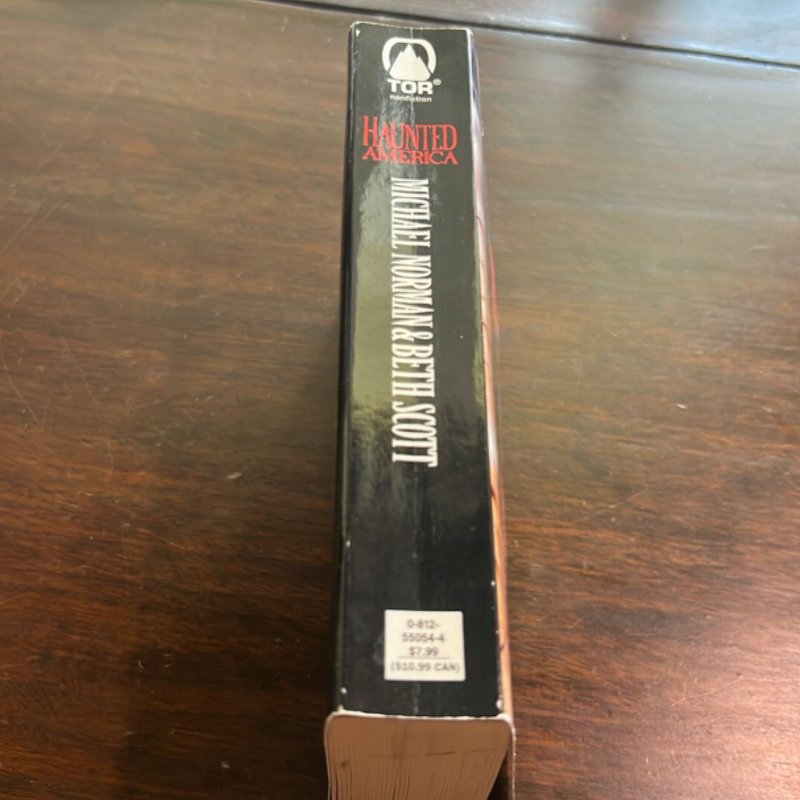 TOR®
nonfiction
HAUNTED
AMERICA
MICHAEL NORMAN & BETH SCOTT
0-812-
55054-4
$7.99
($10.99 CAN)